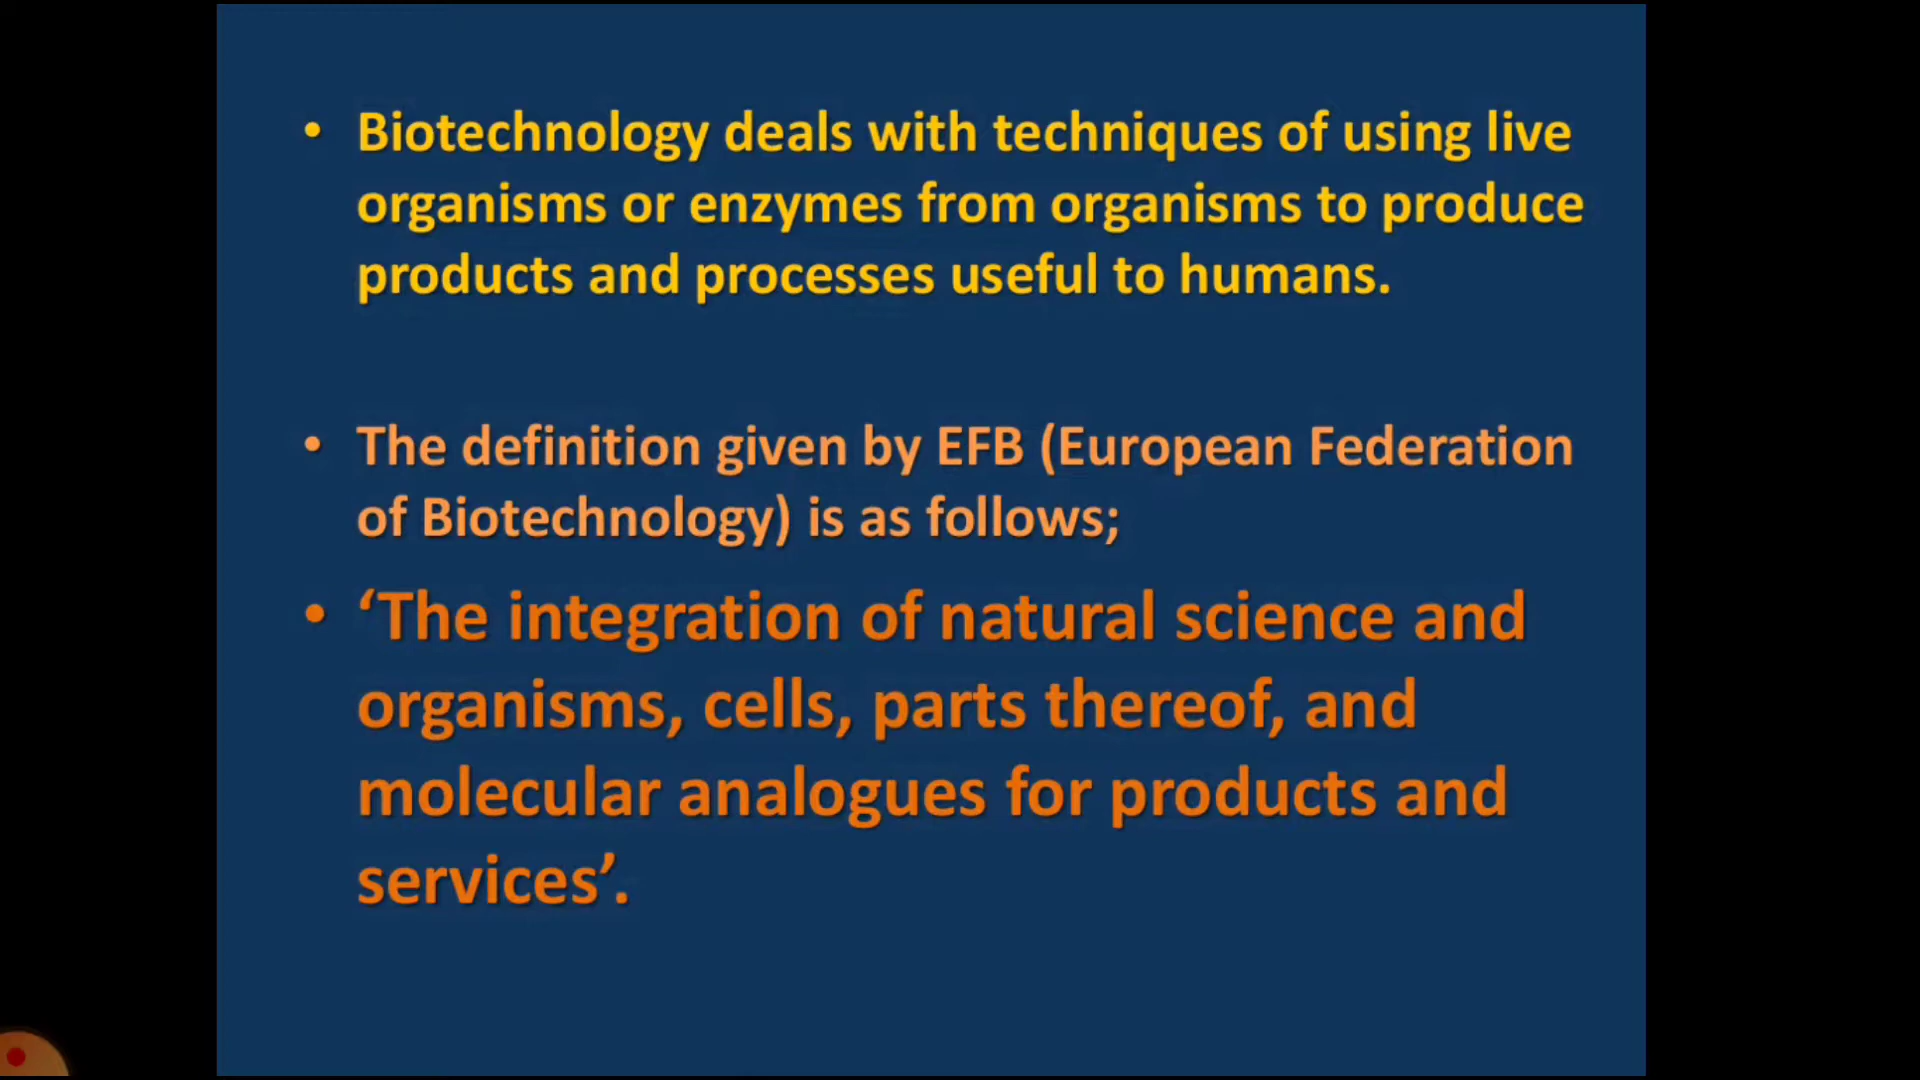 • Biotechnology deals with techniques of using live
organisms or enzymes from organisms to produce
products and processes useful to humans.
• The definition given by EFB (European Federation
of Biotechnology) is as follows;
• ‘The integration of natural science and
organisms, cells, parts thereof, and
molecular analogues for products and
services’.